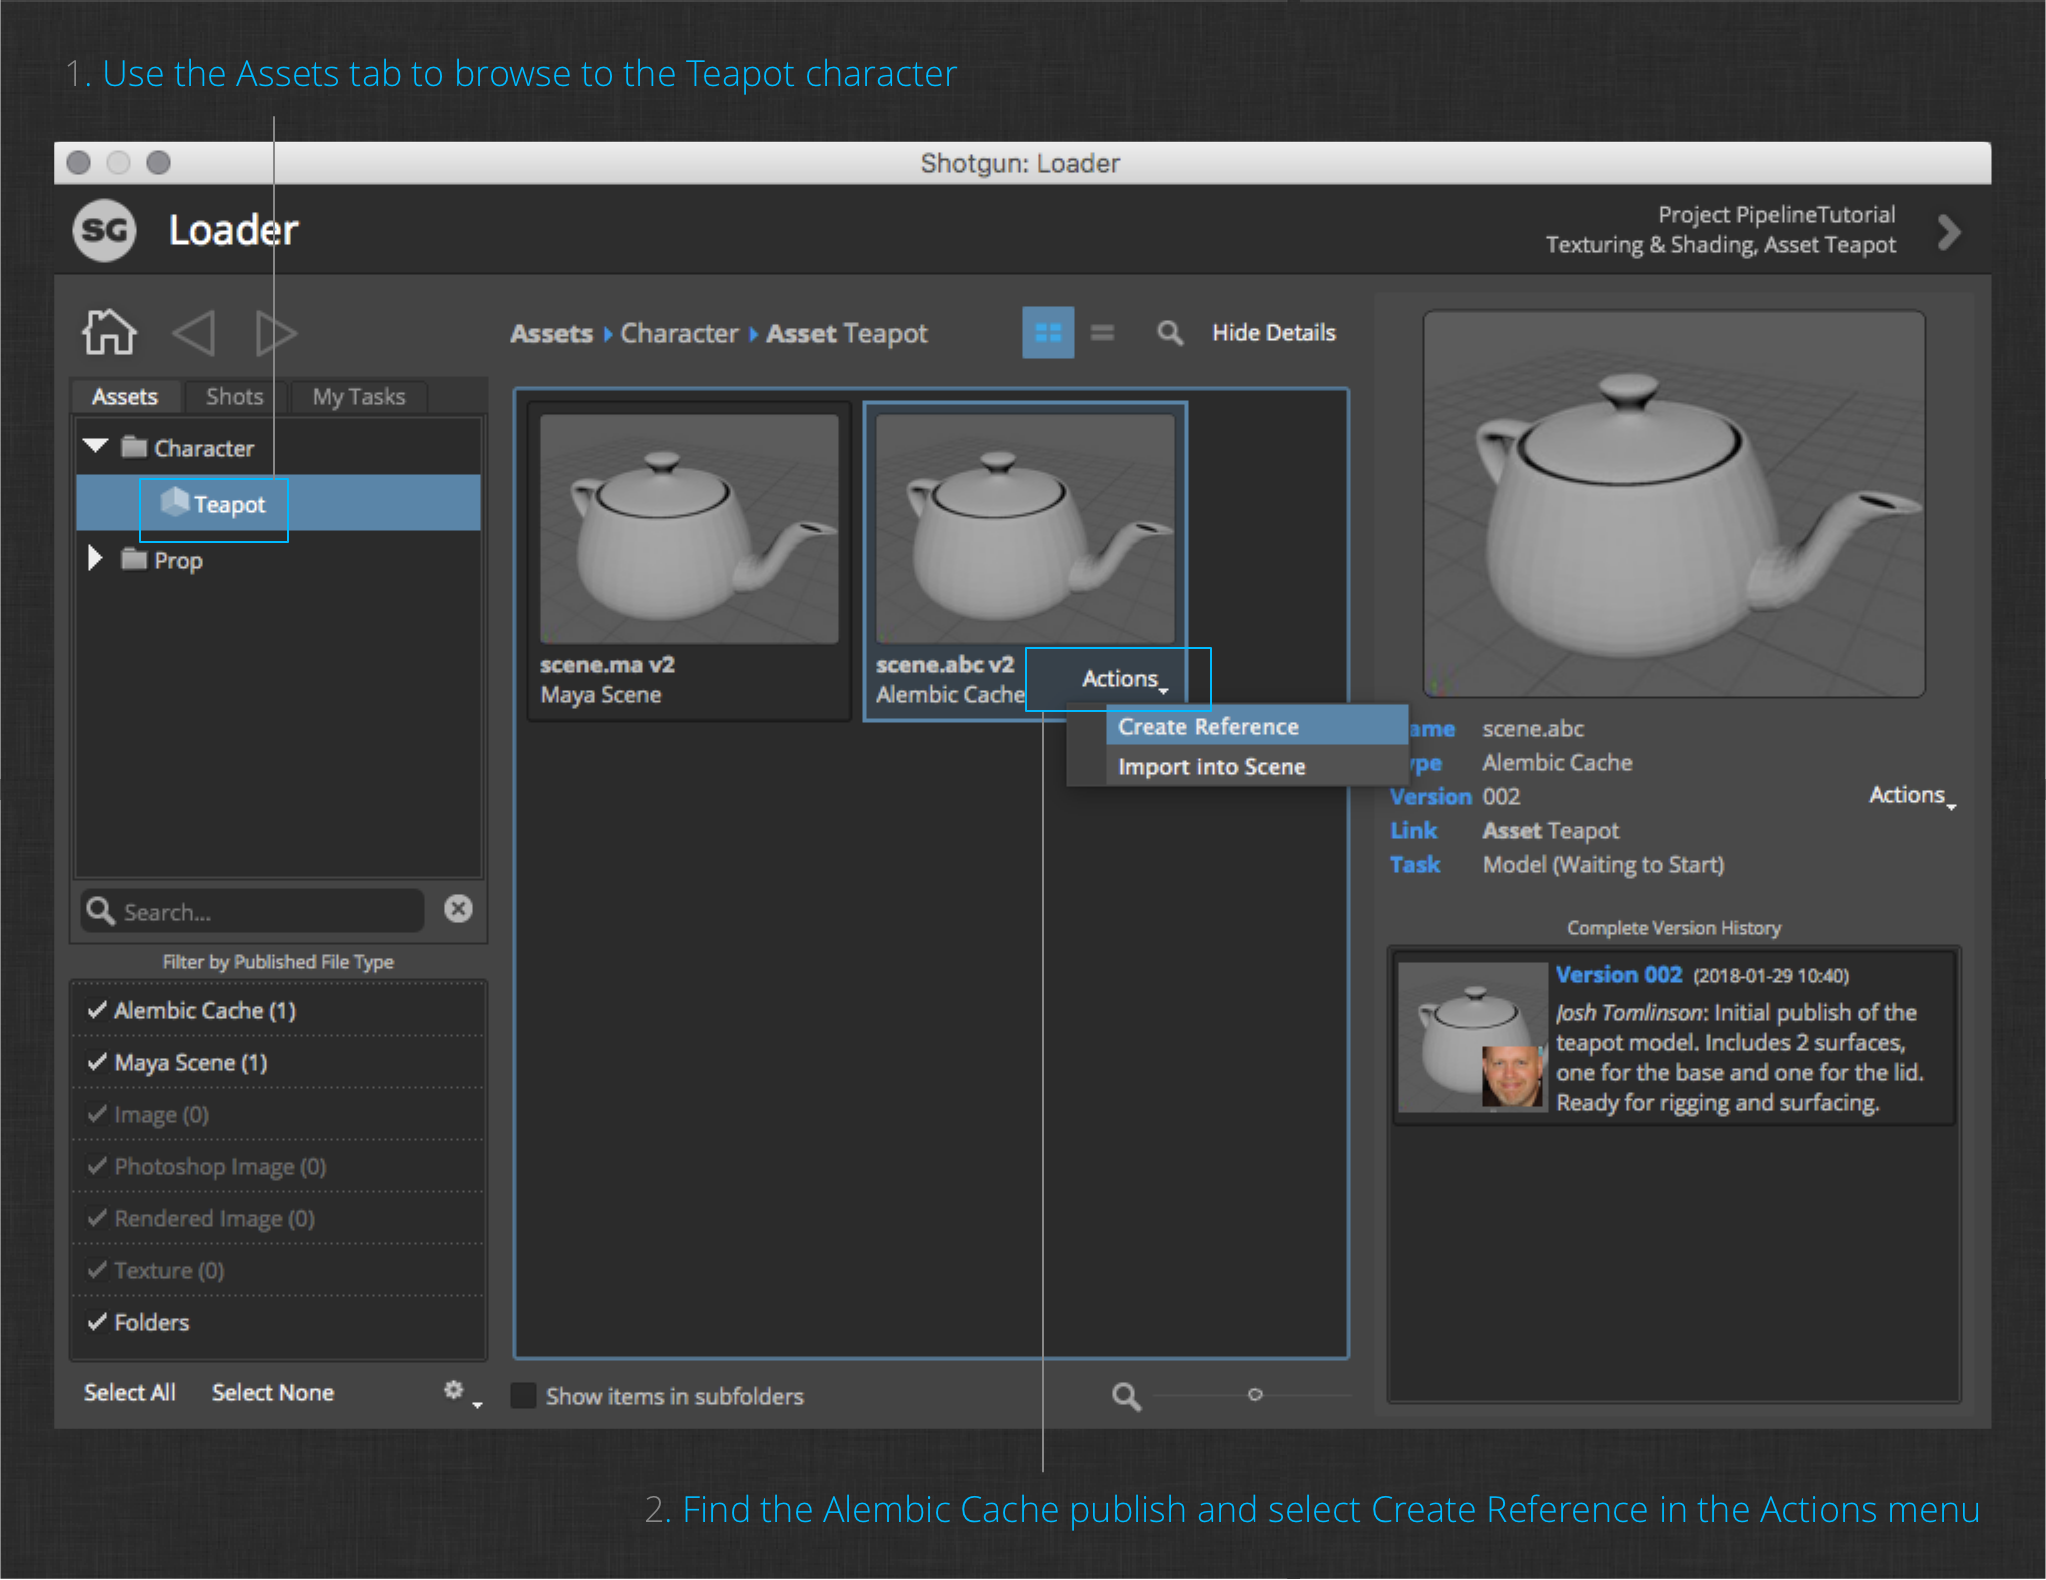 1. Use the Assets tab to browse to the Teapot character
Shotgun: Loader
SG Loader
Project PipelineTutorial
Texturing & Shading, Asset Teapot
Assets Character Asset Teapot
Hide Details
Assets Shots My Tasks
Character
Teapot
Prop
Search...
Filter by Published File Type
Alembic Cache (1)
Maya Scene (1)
Image (0)
Photoshop Image (0)
Rendered Image (0)
Texture (0)
Folders
Select All Select None
scene.ma v2
Maya Scene
scene.abc v2
Alembic Cache
Actions
Create Reference
Import into Scene
Show items in subfolders
ame scene.abc
ype Alembic Cache
Version 002
Actions
Link Asset Teapot
Task Model (Waiting to Start)
Complete Version History
Version 002 (2018-01-29 10:40)
Josh Tomlinson: Initial publish of the
teapot model. Includes 2 surfaces,
one for the base and one for the lid.
Ready for rigging and surfacing.
2. Find the Alembic Cache publish and select Create Reference in the Actions menu